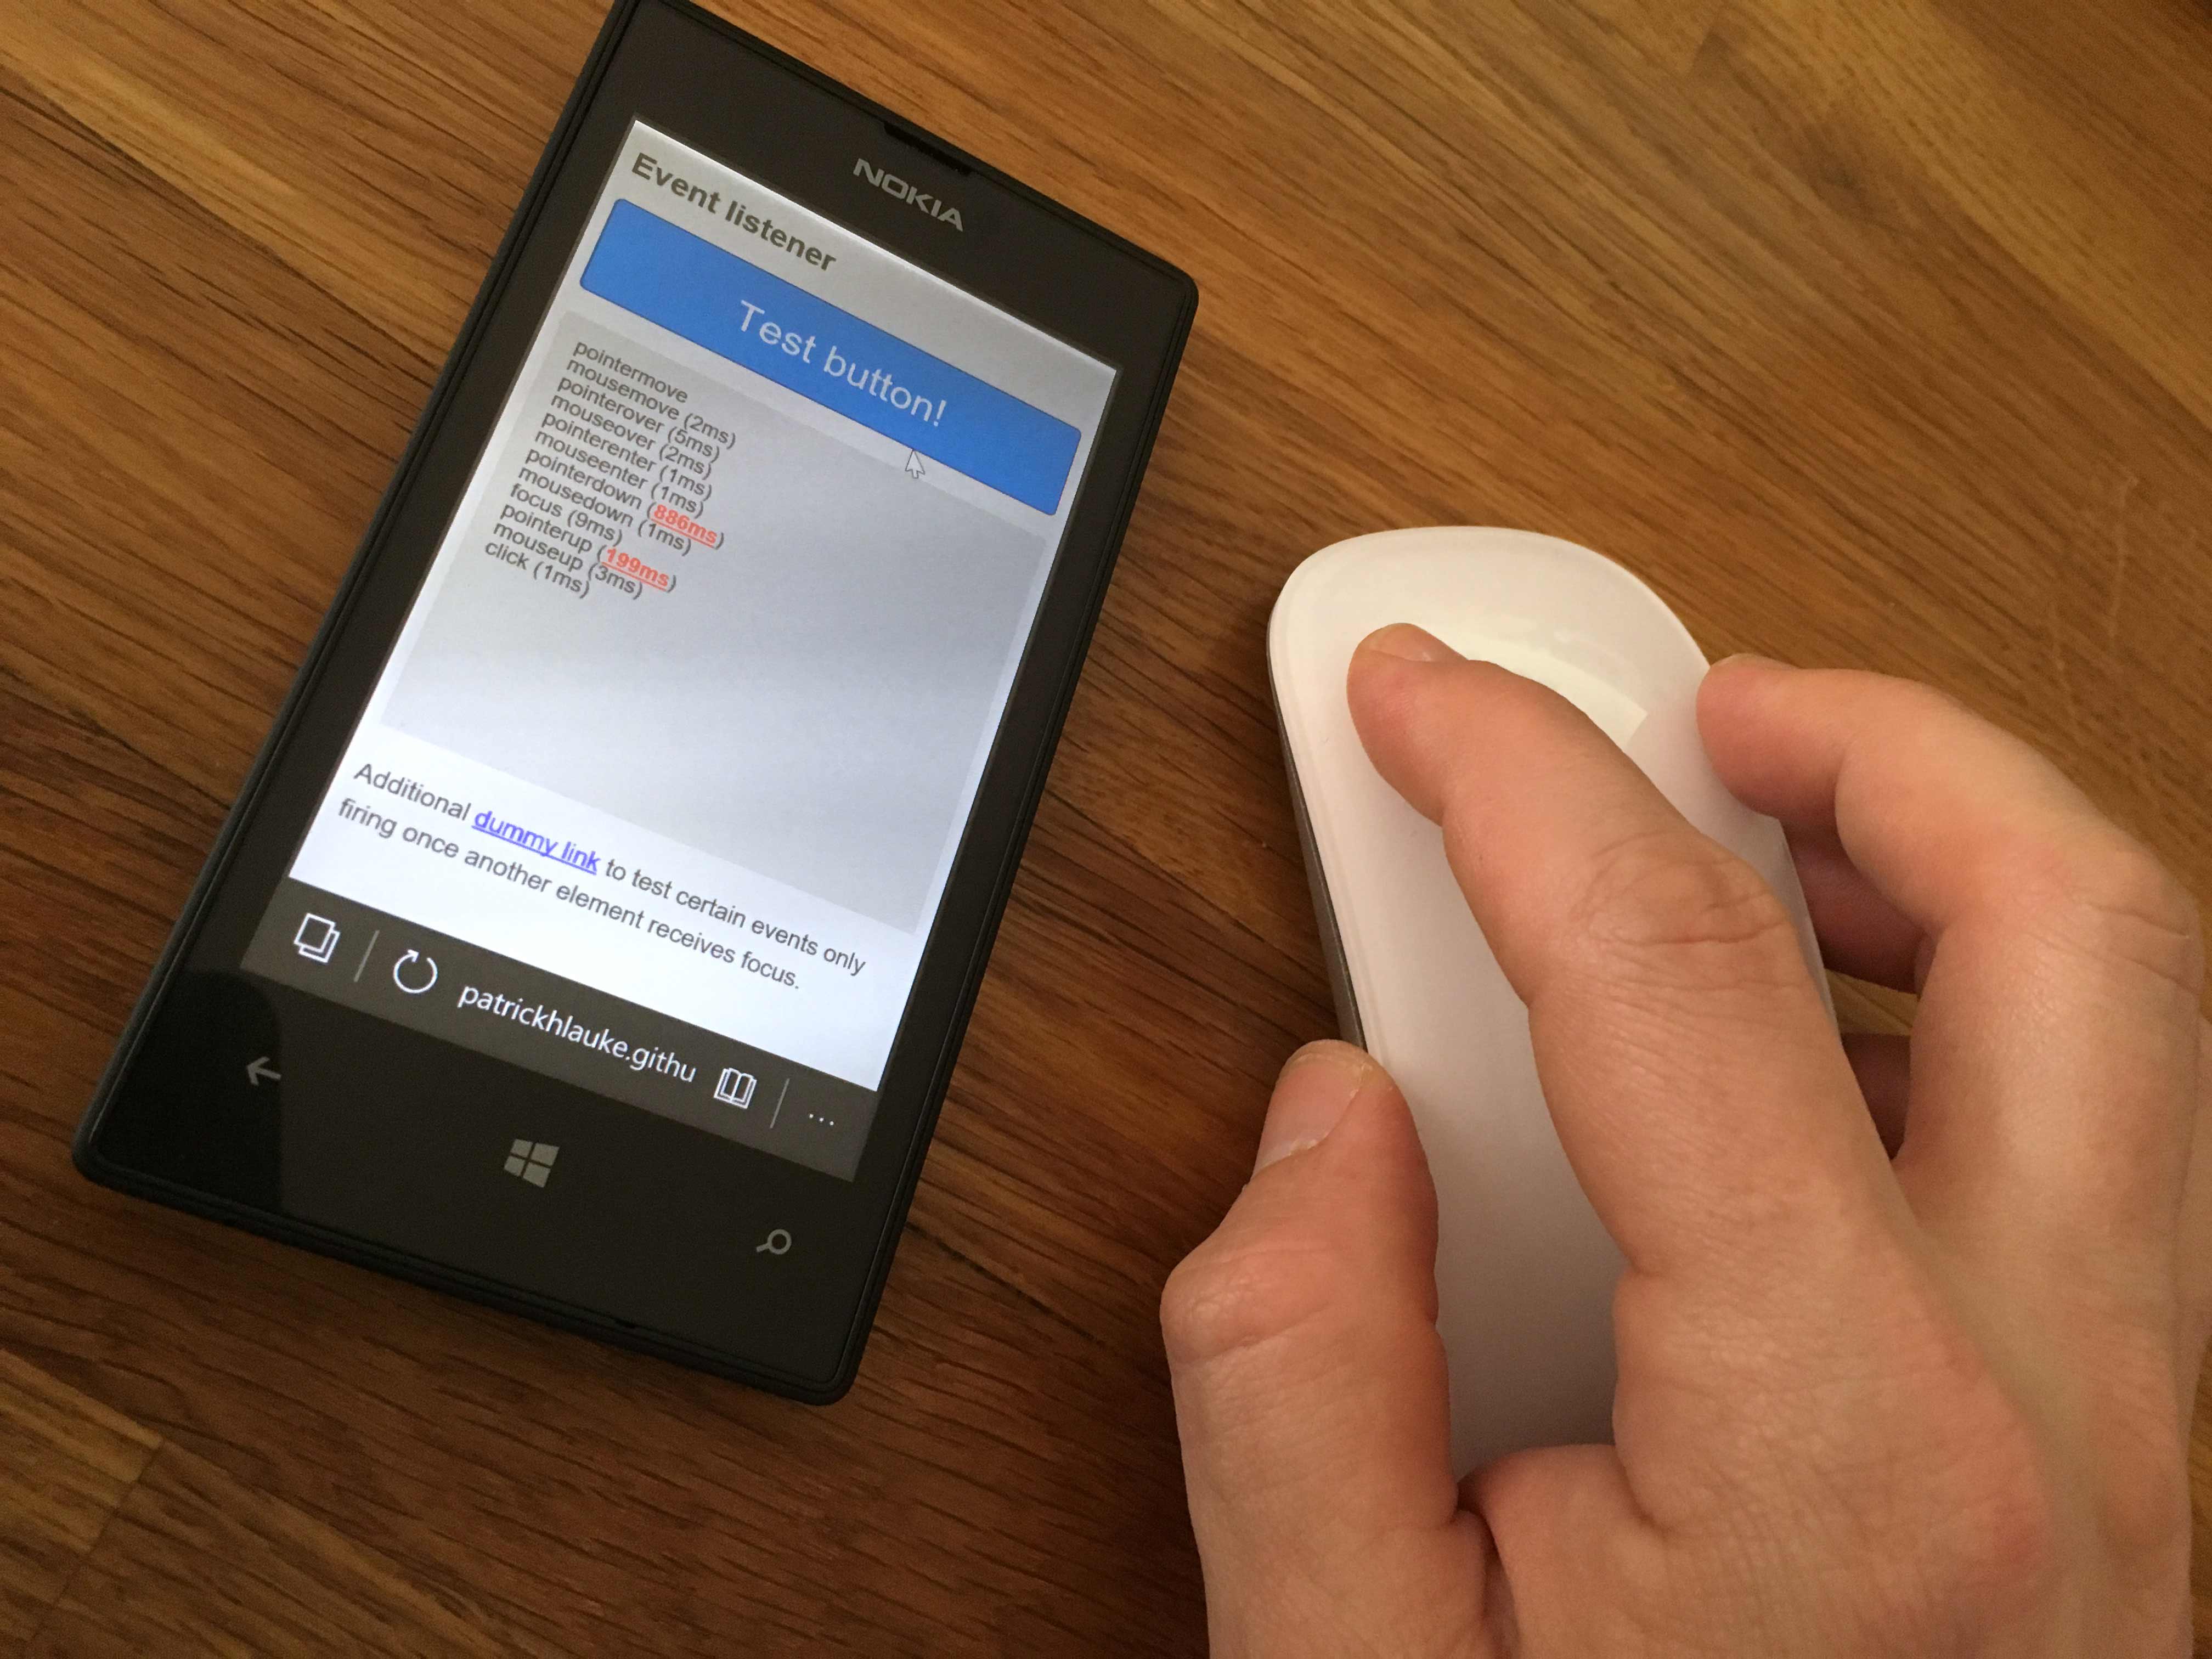 NOKIA
Event listener
Test button!
pointermove
mousemove (2ms)
pointerover (5ms)
mouseover (2ms)
pointerenter (1ms)
mouseenter (1ms)
pointerdown (886ms)
mousedown (1ms)
focus (9ms)
pointerup (199ms)
mouseup (3ms)
click (1ms)
Additional dummy link to test certain events only
firing once another element receives focus.
patrickhlauke.githu